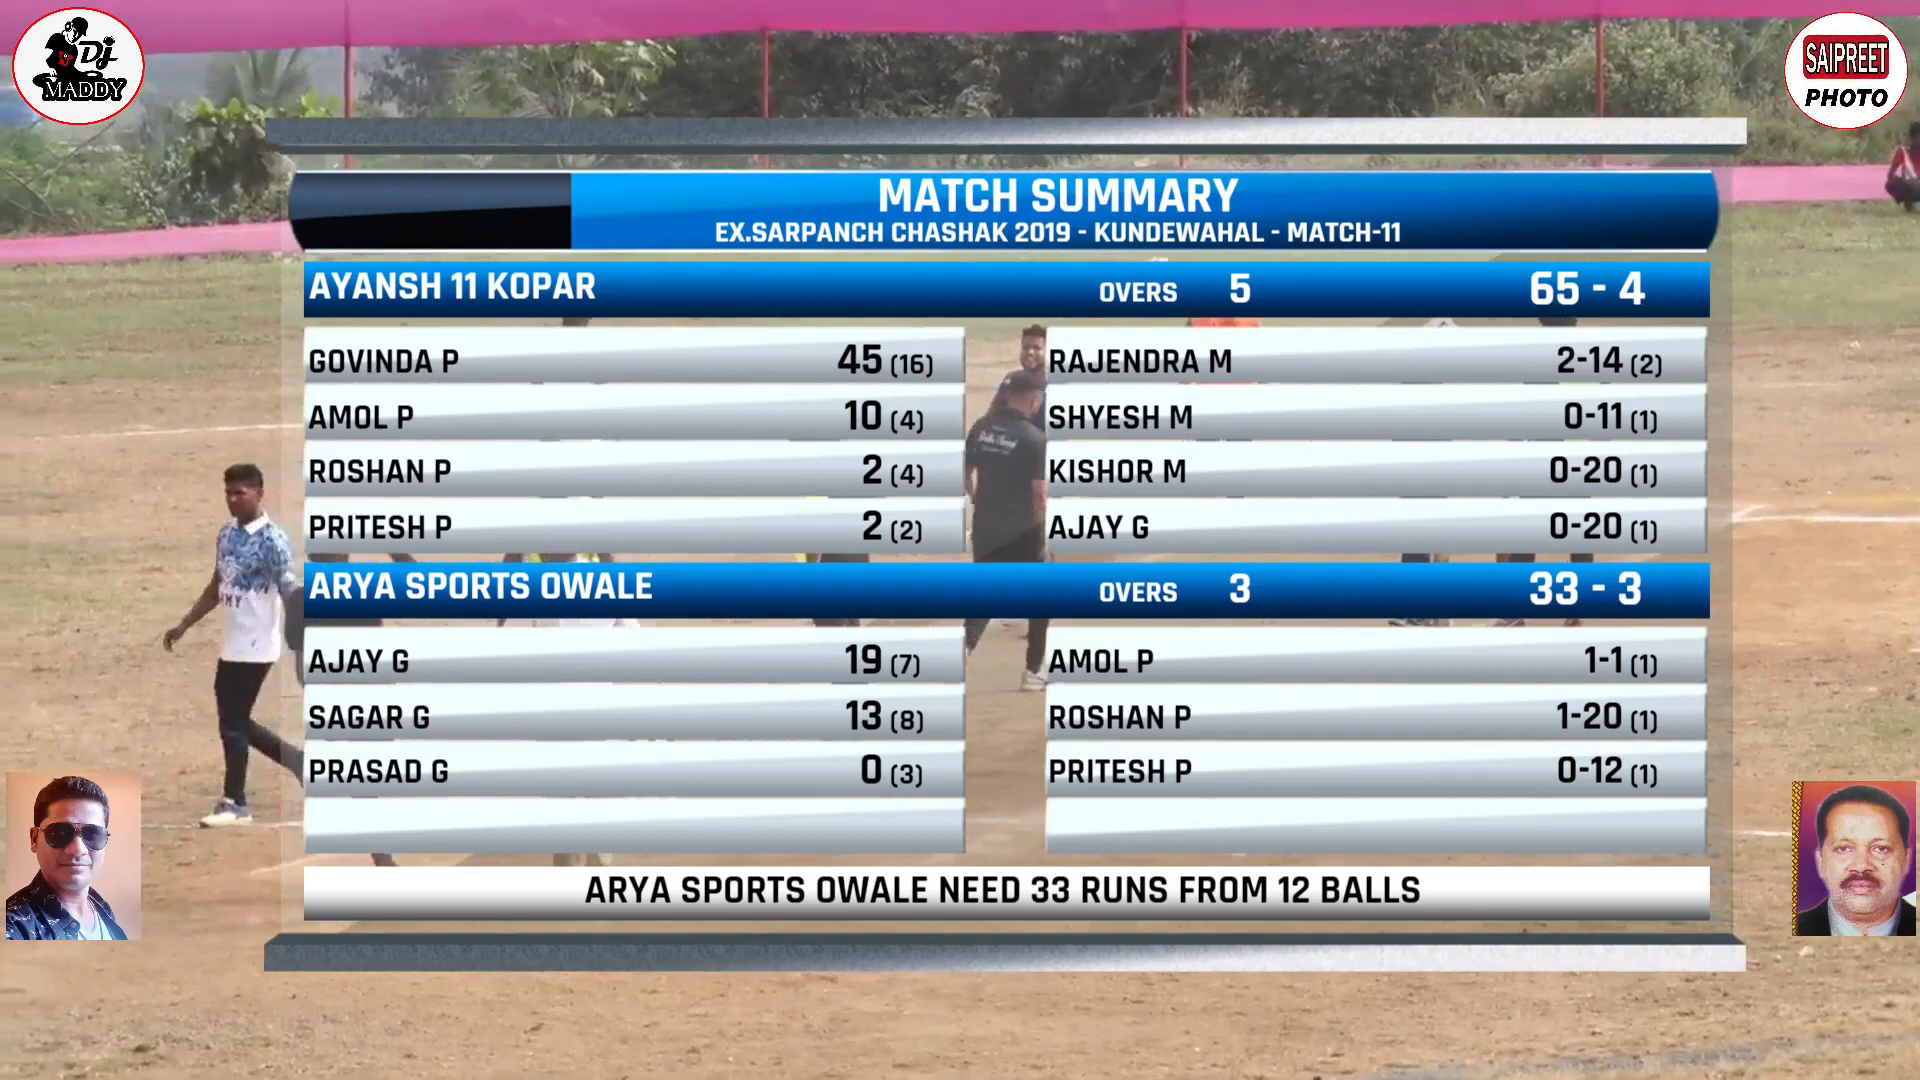 Dj
MADDY
SAIPREET
PHOTO
MATCH SUMMARY
EX.SARPANCH CHASHAK 2019 - KUNDEWAHAL - MATCH-11
AYANSH 11 KOPAR OVERS 5 65 - 4
GOVINDA P 45 (16) RAJENDRA M 2-14 (2)
AMOL P 10 (4) SHYESH M 0-11 (1)
ROSHAN P 2 (4) KISHOR M 0-20 (1)
PRITESH P 2 (2) AJAY G 0-20 (1)
ARYA SPORTS OWALE OVERS 3 33 - 3
AJAY G 19 (7) AMOL P 1-1 (1)
SAGAR G 13 (8) ROSHAN P 1-20 (1)
PRASAD G 0 (3) PRITESH P 0-12 (1)
ARYA SPORTS OWALE NEED 33 RUNS FROM 12 BALLS